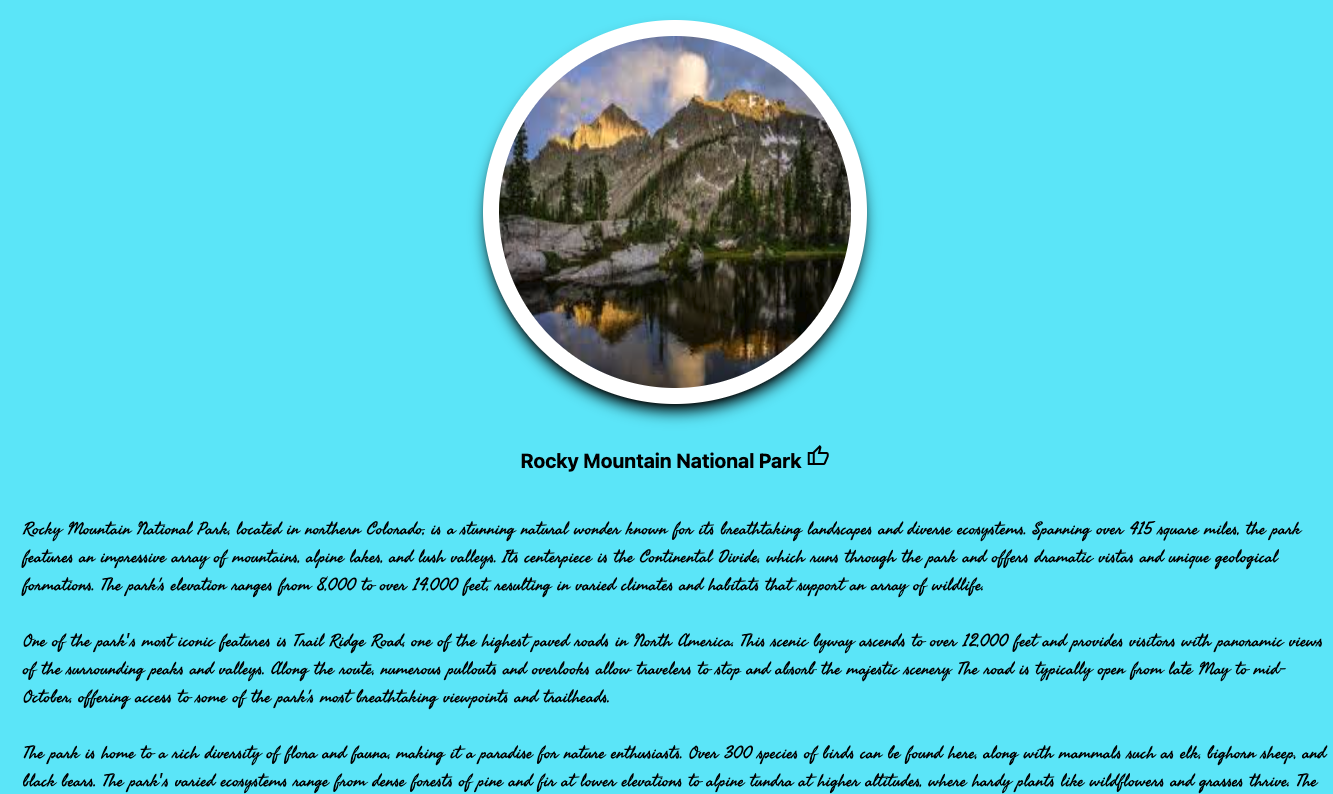 Rocky Mountain National Park
Rocky Mountain National Park, located in northern Colorado, is a stunning natural wonder known for its breathtaking landscapes and diverse ecosystems. Spanning over 415 square miles, the park
features an impressive array of mountains, alpine lakes, and lush valleys. Its centerpiece is the Continental Divide, which runs through the park and offers dramatic vistas and unique geological
formations. The park's elevation ranges from 8,000 to over 14,000 feet, resulting in varied climates and habitats that support an array of wildlife.
One of the park's most iconic features is Trail Ridge Road, one of the highest paved roads in North America. This scenic byway ascends to over 12,000 feet and provides visitors with panoramic views
of the surrounding peaks and valleys. Along the route, numerous pullouts and overlooks allow travelers to stop and absorb the majestic scenery. The road is typically open from late May to mid-
October, offering access to some of the park's most breathtaking viewpoints and trailheads.
The park is home to a rich diversity of flora and fauna, making it a paradise for nature enthusiasts. Over 300 species of birds can be found here, along with mammals such as elk, bighorn sheep, and
black bears. The park's varied ecosystems range from dense forests of pine and fir at lower elevations to alpine tundra at higher altitudes, where hardy plants like wildflowers and grasses thrive. The